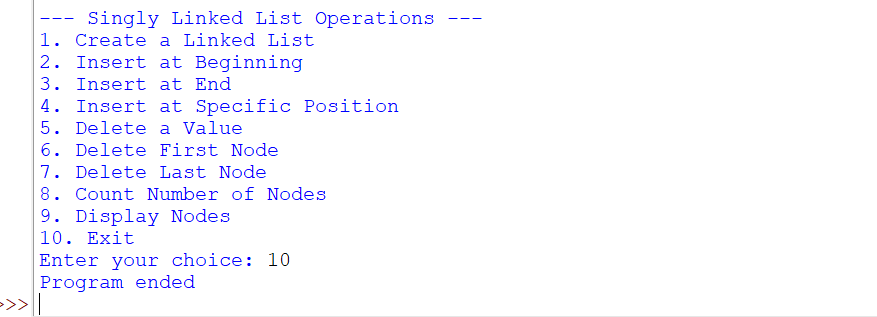 --- Singly Linked List Operations ---
1. Create a Linked List
2. Insert at Beginning
3. Insert at End
4. Insert at Specific Position
5. Delete a Value
6. Delete First Node
7. Delete Last Node
8. Count Number of Nodes
9. Display Nodes
10. Exit
Enter your choice: 10
Program ended
>>>